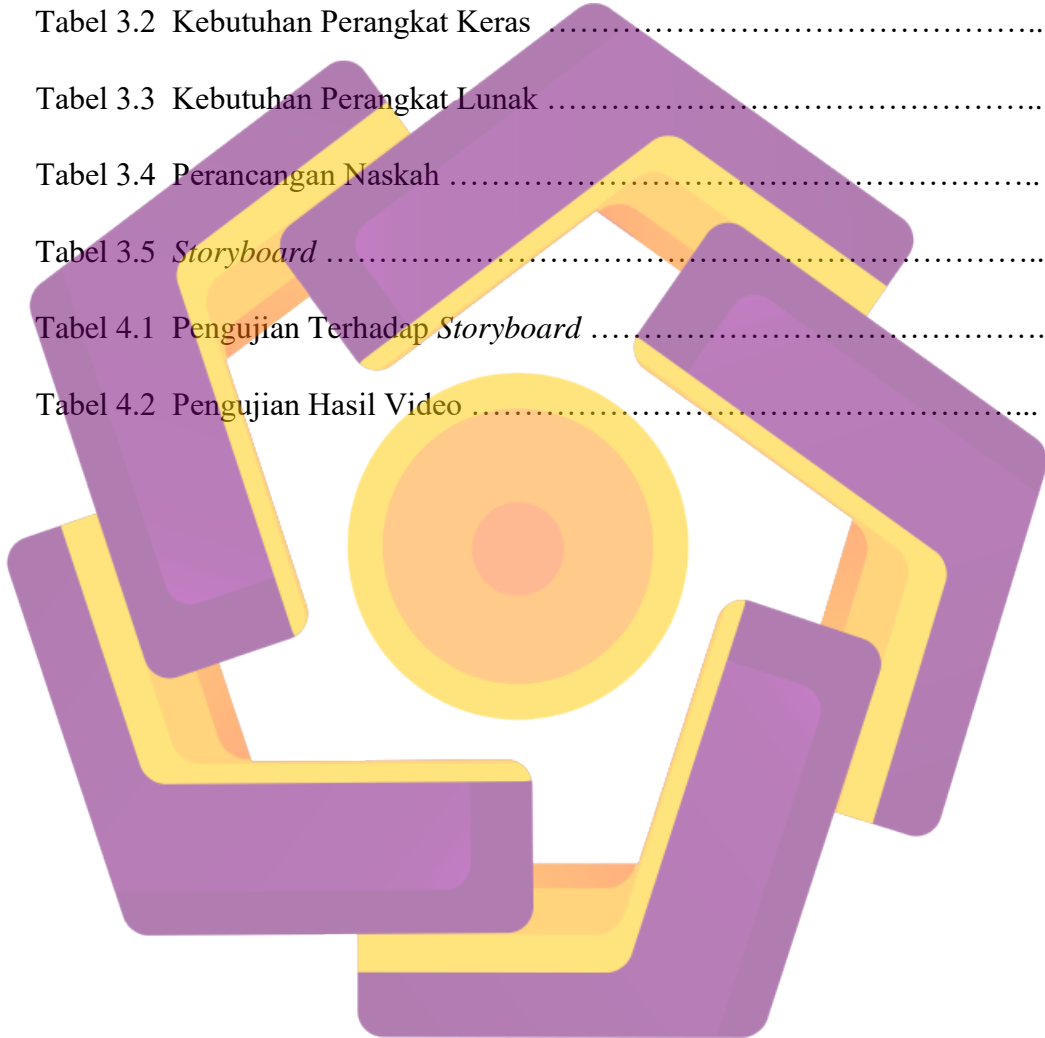 Tabel 3.2 Kebutuhan Perangkat Keras …………………………………………..
Tabel 3.3 Kebutuhan Perangkat Lunak …………………………………………..
Tabel 3.4 Perancangan Naskah …………………………………………………..
Tabel 3.5 Storyboard ……………………………………………………………..
Tabel 4.1 Pengujian Terhadap Storyboard ……………………………………….
Tabel 4.2 Pengujian Hasil Video ………………………………………………...